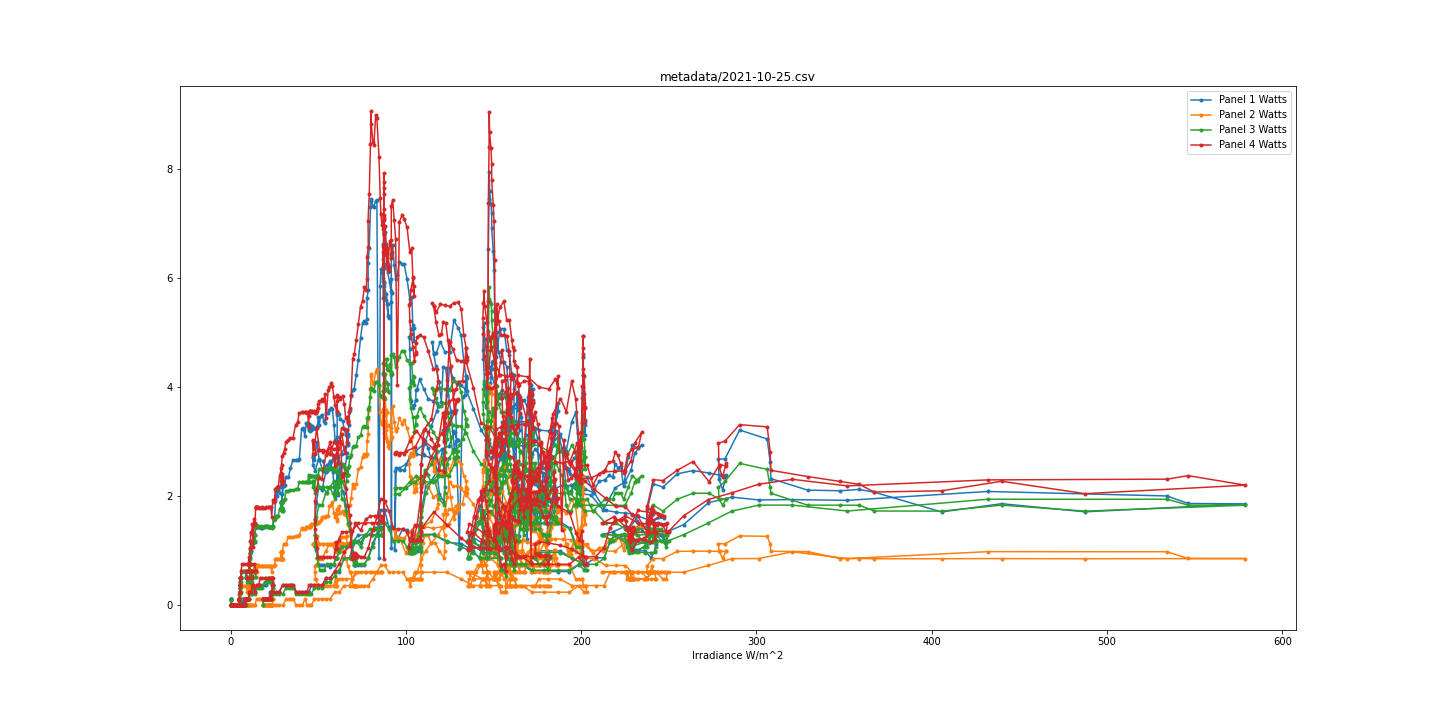 metadata/2021-10-25.csv
Panel 1 Watts
Panel 2 Watts
Panel 3 Watts
Panel 4 Watts
8
6
4
2
0
0 100 200 300 400 500 600
Irradiance W/m^2